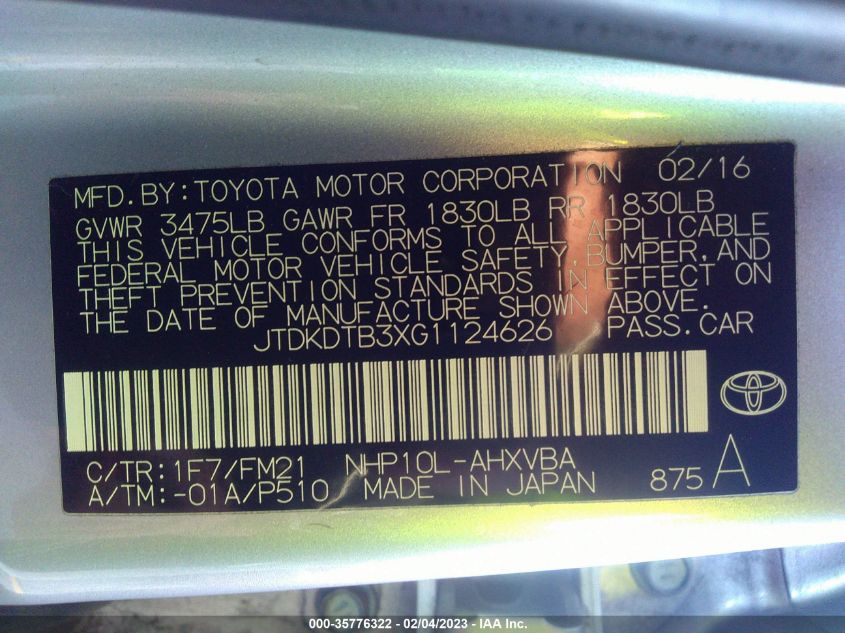 MFD.BY:TOYOTA MOTOR CORPORATION 02/16
GVWR 3475LB GAWR FR 1830LB RR 1830LB
THIS VEHICLE CONFORMS TO ALL APPLICABLE
FEDERAL MOTOR VEHICLE SAFETY,BUMPER,AND
THEFT PREVENTION STANDARDS IN EFFECT ON
THE DATE OF MANUFACTURE SHOWN ABOVE.
JTDKDTB3XG1124626 PASS.CAR
C/TR:1F7/FM21 NHP10L-AHXVBA
A/TM:-01A/P510 MADE IN JAPAN 875 A
000-35776322 - 02/04/2023 - IAA Inc.